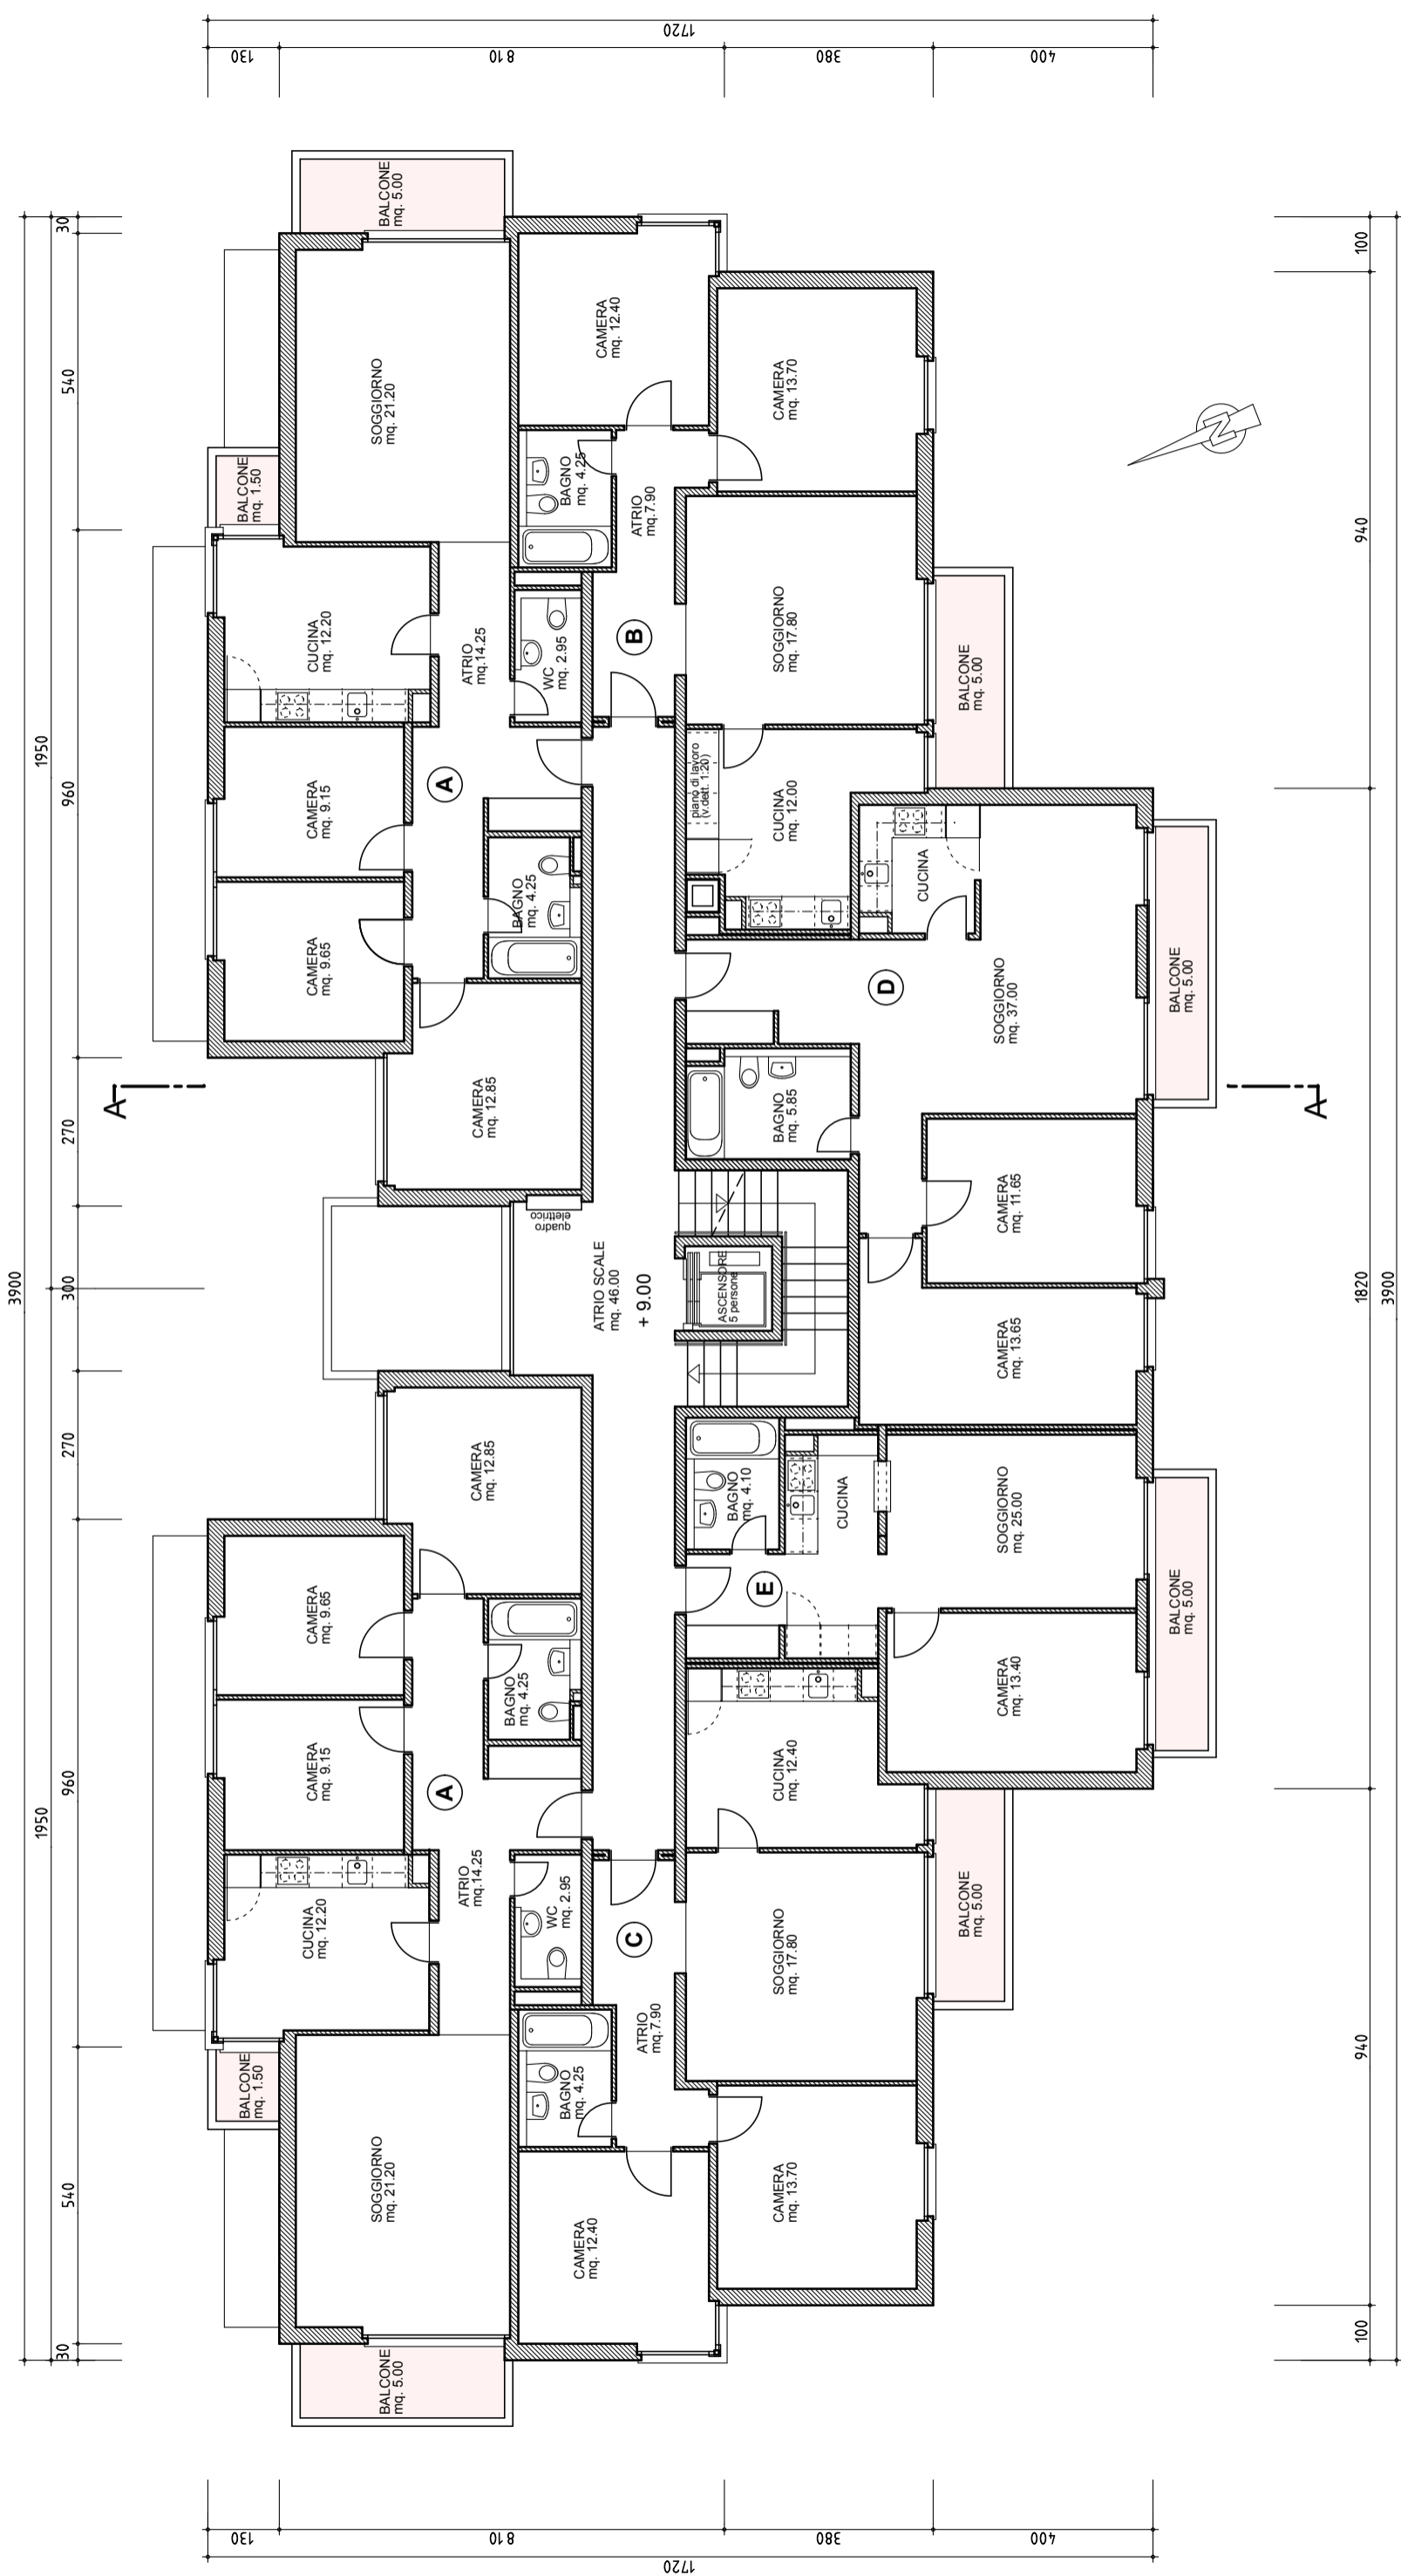 1720
130
810
380
400
3900
1950
30
540
960
270
300
270
960
1950
540
30
100
940
1820
3900
940
100
BALCONE
mq. 5.00
SOGGIORNO
mq. 21.20
CAMERA
mq. 12.40
CAMERA
mq. 13.70
BALCONE
mq. 1.50
BAGNO
mq. 4.25
ATRIO
mq.7.90
CUCINA
mq. 12.20
ATRIO
mq.14.25
WC
mq. 2.95
B
SOGGIORNO
mq. 17.80
BALCONE
mq. 5.00
CAMERA
mq. 9.15
A
piano di lavoro
(v.dett. 1:20)
CUCINA
mq. 12.00
CUCINA
CAMERA
mq. 9.65
BAGNO
mq. 4.25
D
SOGGIORNO
mq. 37.00
BALCONE
mq. 5.00
N
A
A
CAMERA
mq. 12.85
BAGNO
mq. 5.85
CAMERA
mq. 11.65
quadro
elettrico
ATRIO SCALE
mq. 46.00
+ 9.00
ASCENSORE
5 persone
CAMERA
mq. 13.65
CAMERA
mq. 12.85
BAGNO
mq. 4.10
CUCINA
SOGGIORNO
mq. 25.00
E
BALCONE
mq. 5.00
CAMERA
mq. 9.65
BAGNO
mq. 4.25
CAMERA
mq. 13.40
CAMERA
mq. 9.15
A
CUCINA
mq. 12.40
BALCONE
mq. 5.00
CUCINA
mq. 12.20
ATRIO
mq.14.25
WC
mq. 2.95
C
SOGGIORNO
mq. 17.80
BALCONE
mq. 1.50
BAGNO
mq. 4.25
ATRIO
mq.7.90
SOGGIORNO
mq. 21.20
CAMERA
mq. 12.40
CAMERA
mq. 13.70
BALCONE
mq. 5.00
130
810
380
400
1720